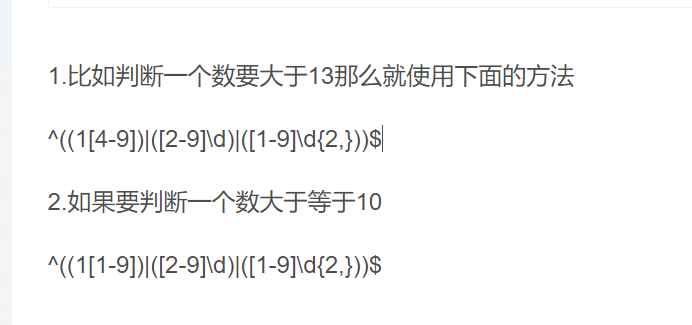 1.比如判断一个数要大于13那么就使用下面的方法
^((1[4-9])|([2-9]\d)|([1-9]\d{2,}))$
2.如果要判断一个数大于等于10
^((1[1-9])|([2-9]\d)|([1-9]\d{2,}))$